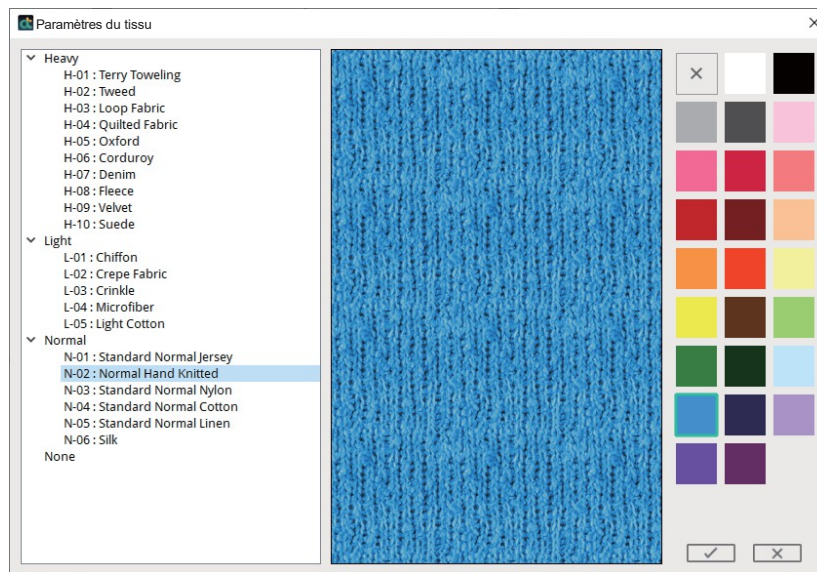 Paramètres du tissu
Heavy
H-01 : Terry Toweling
H-02 : Tweed
H-03 : Loop Fabric
H-04 : Quilted Fabric
H-05 : Oxford
H-06 : Corduroy
H-07 : Denim
H-08 : Fleece
H-09 : Velvet
H-10 : Suede
Light
L-01 : Chiffon
L-02 : Crepe Fabric
L-03 : Crinkle
L-04 : Microfiber
L-05 : Light Cotton
Normal
N-01 : Standard Normal Jersey
N-02 : Normal Hand Knitted
N-03 : Standard Normal Nylon
N-04 : Standard Normal Cotton
N-05 : Standard Normal Linen
N-06 : Silk
None